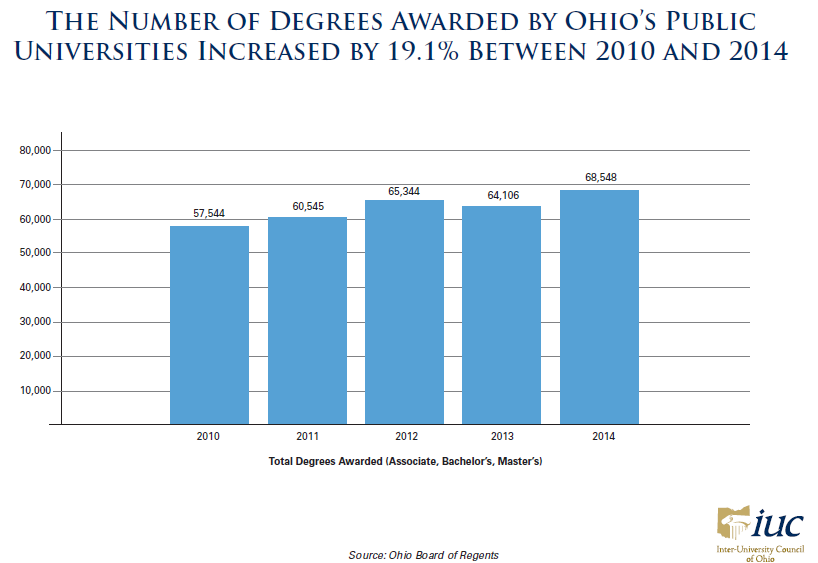 The Number of Degrees Awarded by Ohio’s Public
Universities Increased by 19.1% Between 2010 and 2014
80,000
70,000
60,000
50,000
40,000
30,000
20,000
10,000
57,544
60,545
65,344
64,106
68,548
2010 2011 2012 2013 2014
Total Degrees Awarded (Associate, Bachelor’s, Master’s)
iuc
Inter-University Council
of Ohio
Source: Ohio Board of Regents